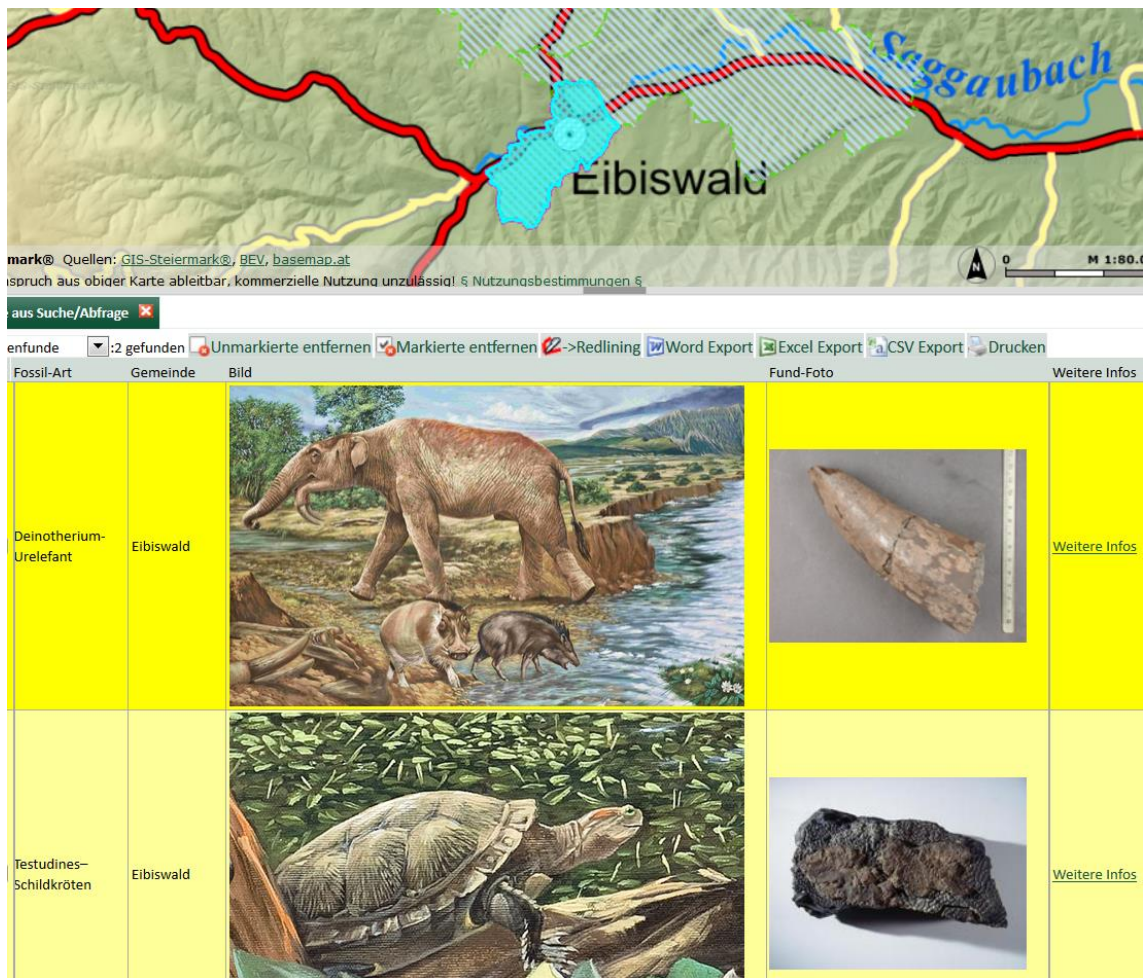 Saggaubach
Eibiswald
mark® Quellen: GIS-Steiermark®, BEV, basemap.at
0 M 1:80.0
nspruch aus obiger Karte ableitbar, kommerzielle Nutzung unzulässig! § Nutzungsbestimmungen §
e aus Suche/Abfrage
enfunde :2 gefunden Unmarkierte entfernen Markierte entfernen ->Redlining Word Export Excel Export CSV Export Drucken
Fossil-Art Gemeinde Bild Fund-Foto Weitere Infos
Deinotherium-
Urelefant
Eibiswald
Weitere Infos
Testudines–
Schildkröten
Eibiswald
Weitere Infos